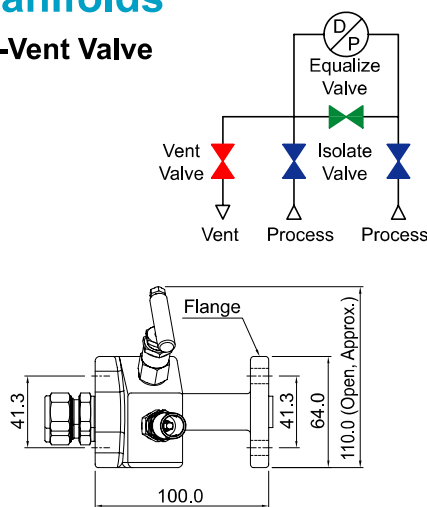 -Vent Valve
D/P
Equalize
Valve
Vent
Valve
Isolate
Valve
Vent
Process
Process
Flange
41.3
41.3
64.0
110.0 (Open, Approx.)
100.0